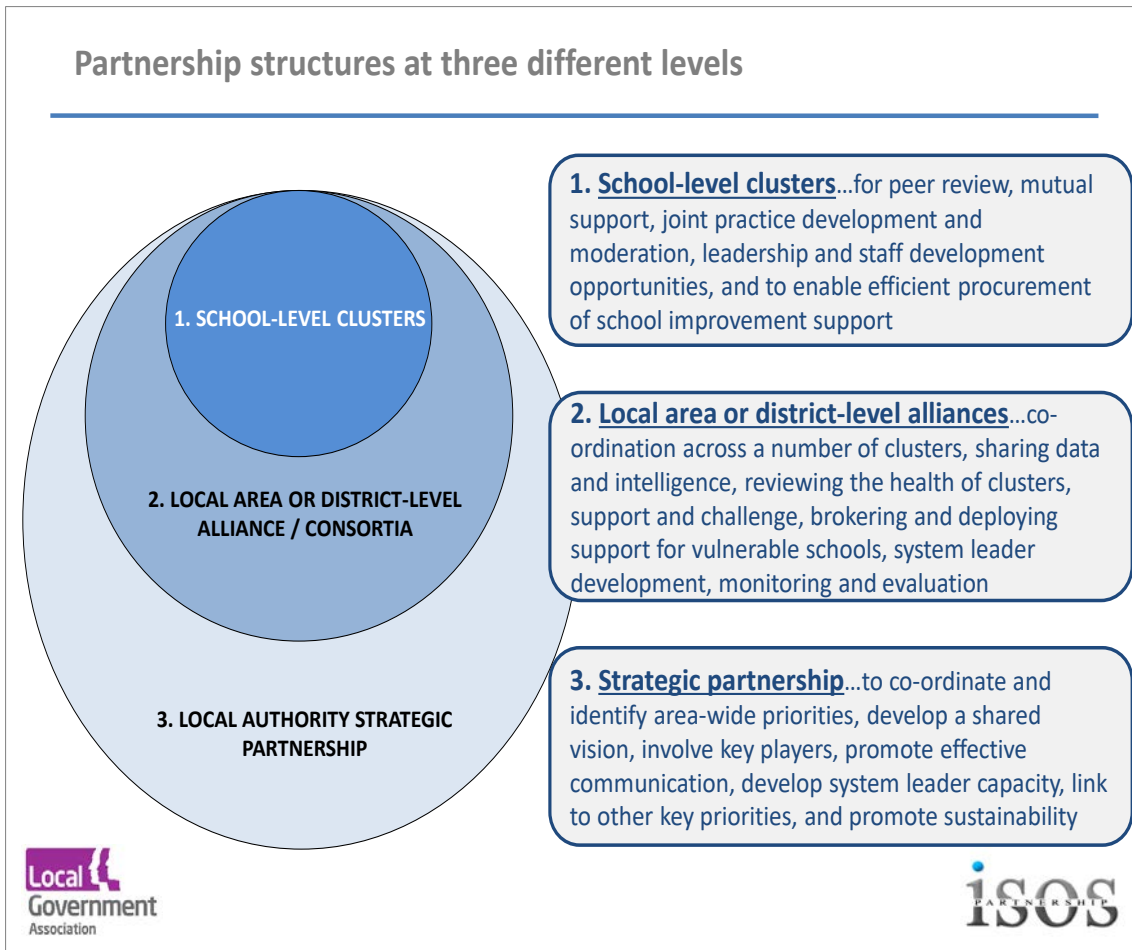 Partnership structures at three different levels
1. SCHOOL-LEVEL CLUSTERS
2. LOCAL AREA OR DISTRICT-LEVEL
ALLIANCE / CONSORTIA
3. LOCAL AUTHORITY STRATEGIC
PARTNERSHIP
1. School-level clusters...for peer review, mutual
support, joint practice development and
moderation, leadership and staff development
opportunities, and to enable efficient procurement
of school improvement support
2. Local area or district-level alliances...co-
ordination across a number of clusters, sharing data
and intelligence, reviewing the health of clusters,
support and challenge, brokering and deploying
support for vulnerable schools, system leader
development, monitoring and evaluation
3. Strategic partnership...to co-ordinate and
identify area-wide priorities, develop a shared
vision, involve key players, promote effective
communication, develop system leader capacity, link
to other key priorities, and promote sustainability
Local
Government
Association
isos
PARTNERSHIP